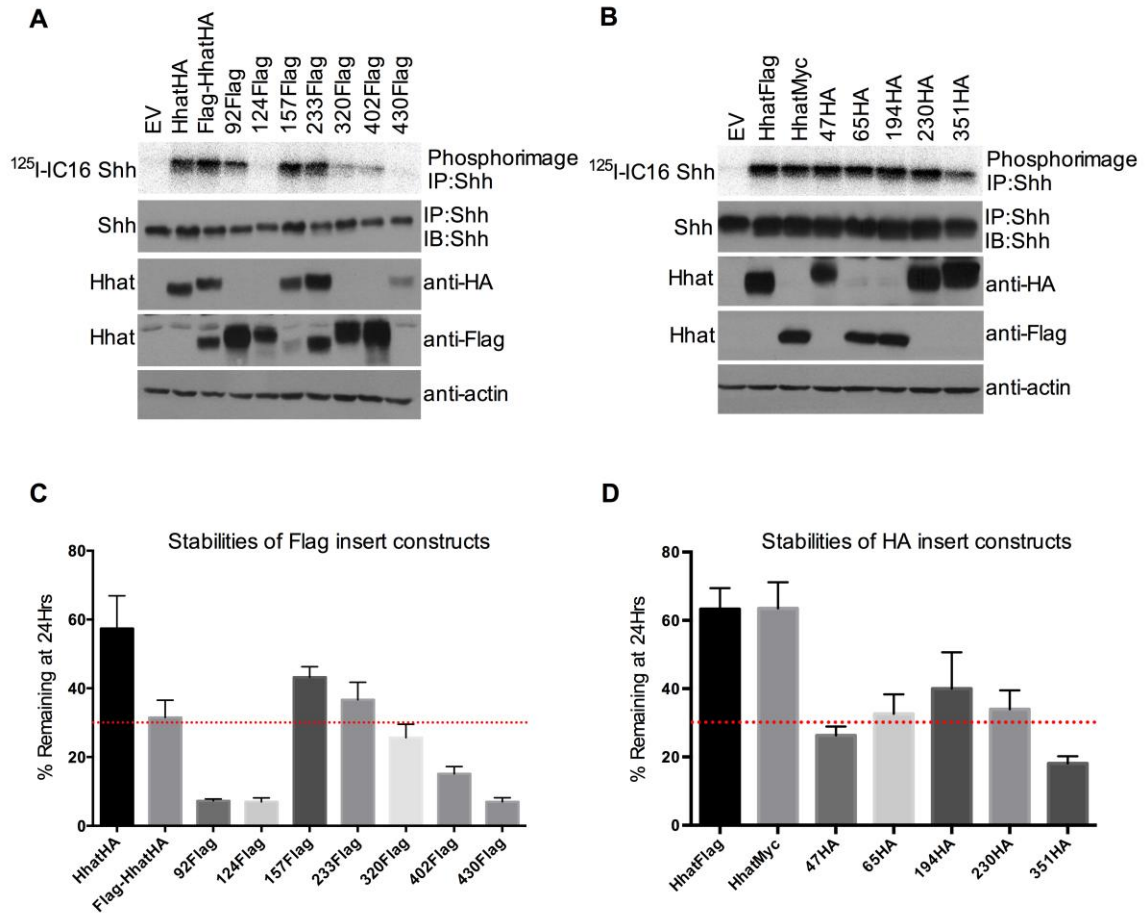 A
EV
HhatHA
Flag-HhatHA
92Flag
124Flag
157Flag
233Flag
320Flag
402Flag
430Flag
125I-IC16 Shh
Phosphorimage
IP:Shh
Shh
IP:Shh
IB:Shh
Hhat
anti-HA
Hhat
anti-Flag
anti-actin
B
EV
HhatFlag
HhatMyc
47HA
65HA
194HA
230HA
351HA
125I-IC16 Shh
Phosphorimage
IP:Shh
Shh
IP:Shh
IB:Shh
Hhat
anti-HA
Hhat
anti-Flag
anti-actin
C
Stabilities of Flag insert constructs
% Remaining at 24Hrs
80
60
40
20
0
HhatHA
Flag-HhatHA
92Flag
124Flag
157Flag
233Flag
320Flag
402Flag
430Flag
D
Stabilities of HA insert constructs
% Remaining at 24Hrs
80
60
40
20
0
HhatFlag
HhatMyc
47HA
65HA
194HA
230HA
351HA